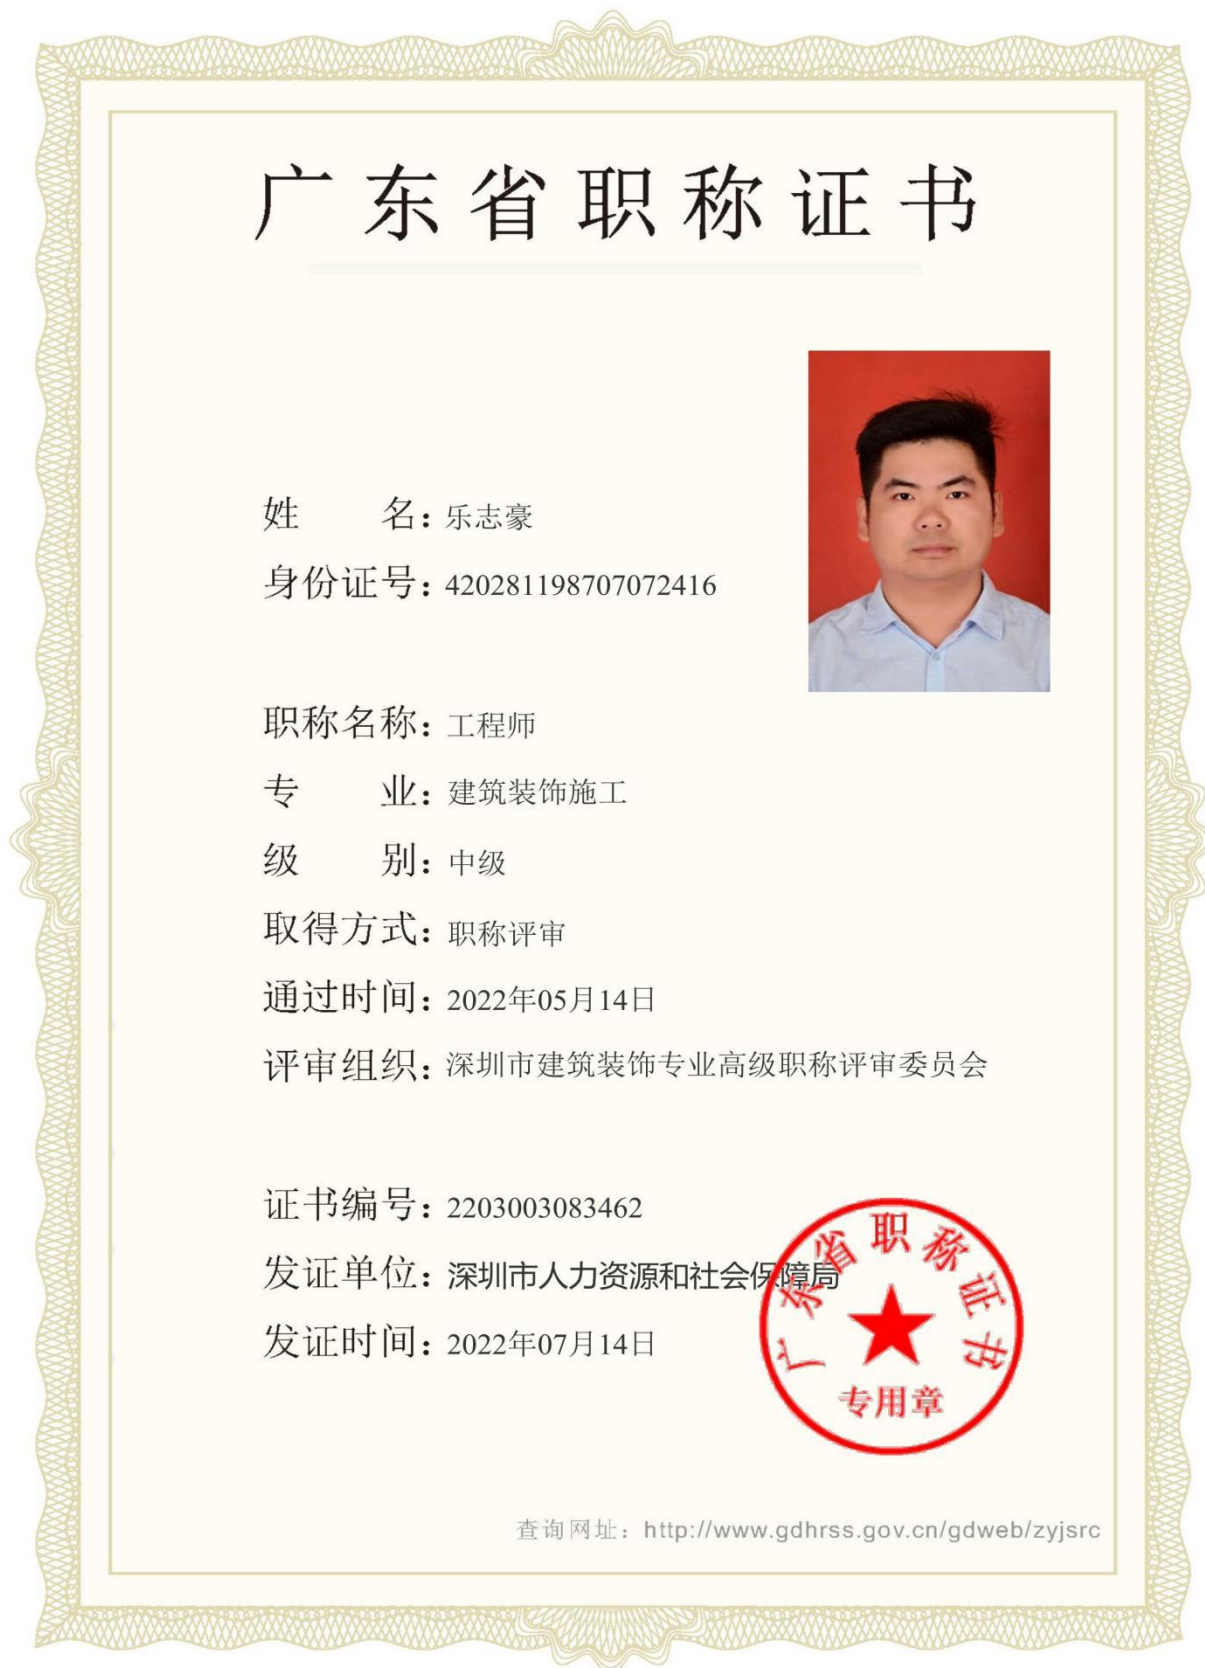 广东省职称证书
姓　　名：乐志豪
身份证号：420281198707072416
职称名称：工程师
专　　业：建筑装饰施工
级　　别：中级
取得方式：职称评审
通过时间：2022年05月14日
评审组织：深圳市建筑装饰专业高级职称评审委员会
证书编号：2203003083462
发证单位：深圳市人力资源和社会保障局
发证时间：2022年07月14日
广东省职称证书
专用章
查询网址：http://www.gdhrss.gov.cn/gdweb/zyjsrc